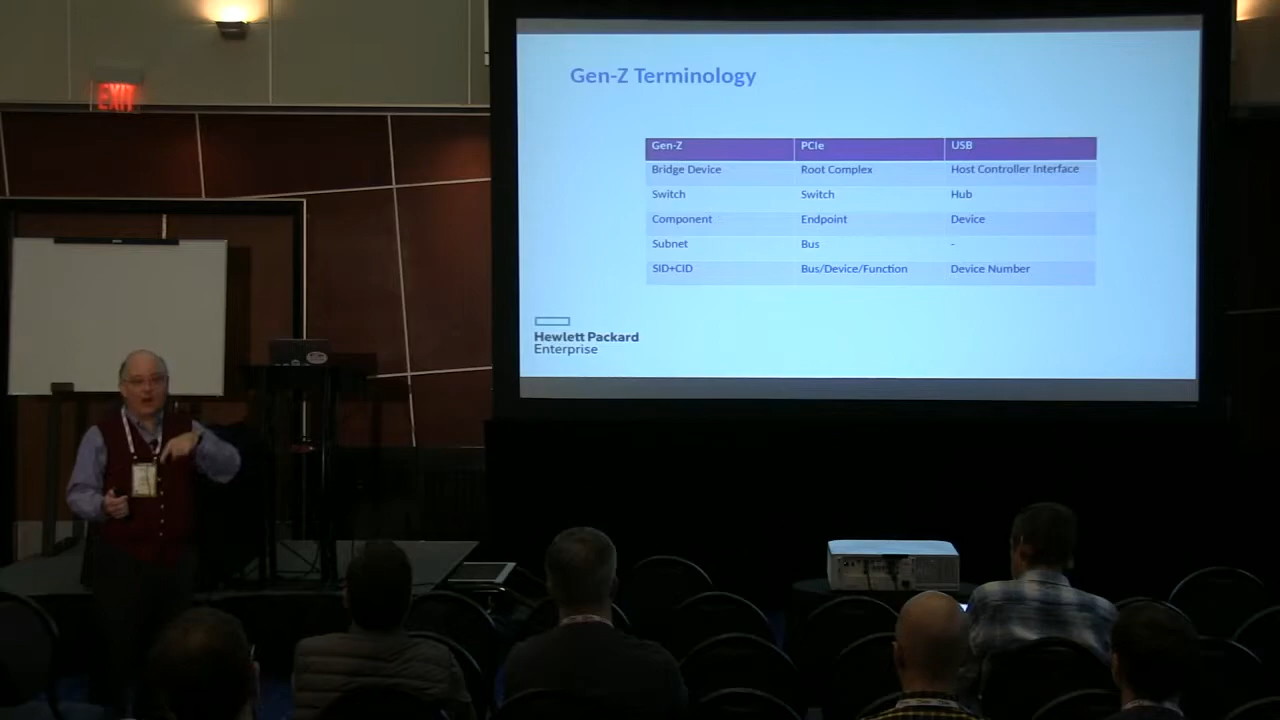 EXIT
Gen-Z Terminology
Gen-Z PCIe USB
Bridge Device Root Complex Host Controller Interface
Switch Switch Hub
Component Endpoint Device
Subnet Bus -
SID+CID Bus/Device/Function Device Number
Hewlett Packard
Enterprise